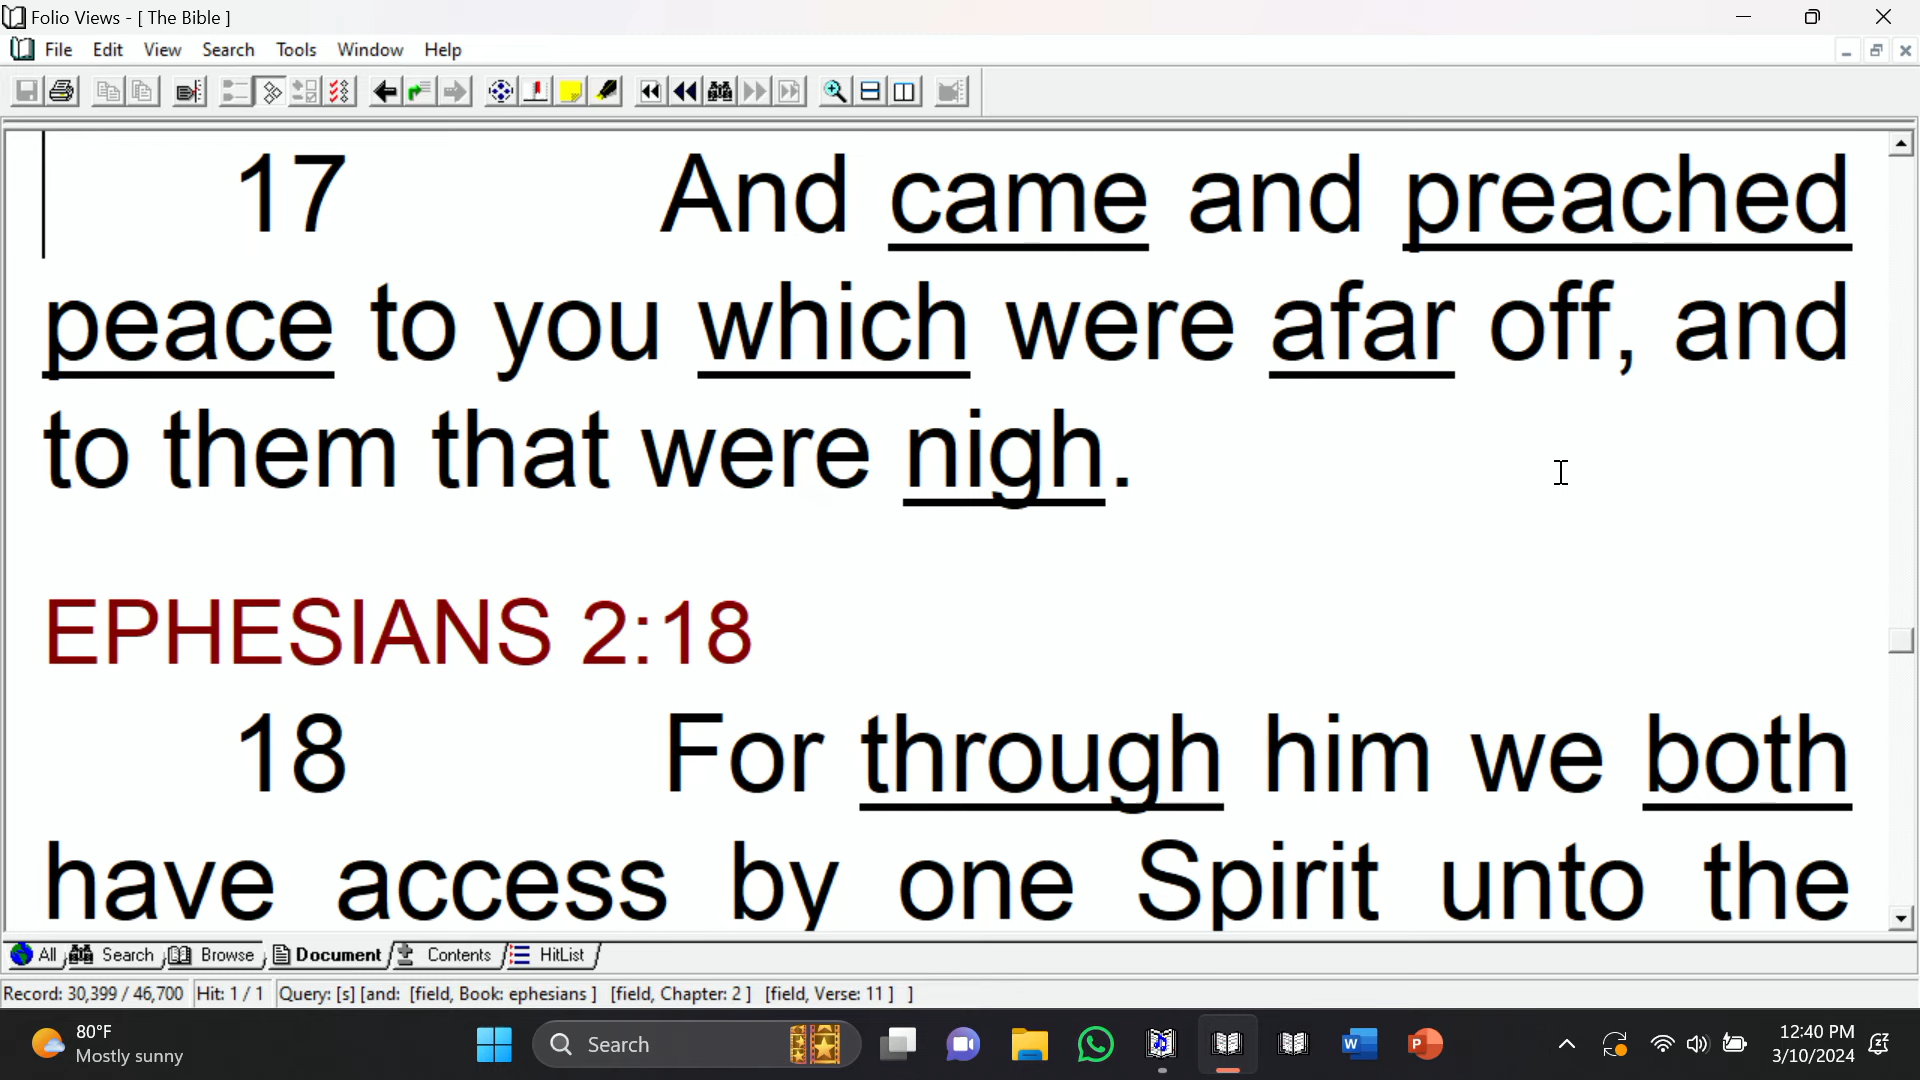 Folio Views - [ The Bible ]
File Edit View Search Tools Window Help
17 And came and preached
peace to you which were afar off, and
to them that were nigh.
EPHESIANS 2:18
18 For through him we both
have access by one Spirit unto the
All Search Browse Document Contents HitList
Record: 30,399 / 46,700 Hit: 1 / 1 Query: [s] [and: [field, Book: ephesians ] [field, Chapter: 2 ] [field, Verse: 11 ] ]
80°F
Mostly sunny
Search
12:40 PM
3/10/2024